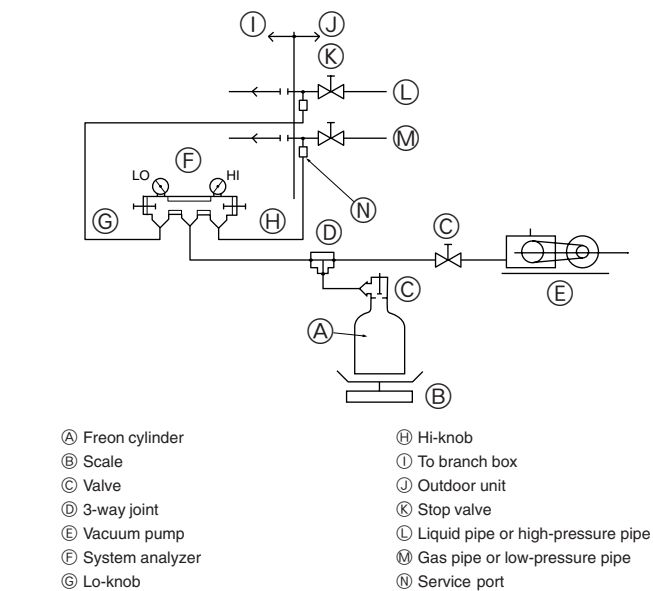 Ⓘ Ⓙ
Ⓚ
Ⓛ
Ⓜ
Ⓕ
LO HI
Ⓝ
Ⓖ Ⓗ
Ⓓ Ⓒ
Ⓔ
Ⓒ
Ⓐ
Ⓑ
Ⓐ Freon cylinder
Ⓑ Scale
Ⓒ Valve
Ⓓ 3-way joint
Ⓔ Vacuum pump
Ⓕ System analyzer
Ⓖ Lo-knob
Ⓗ Hi-knob
Ⓘ To branch box
Ⓙ Outdoor unit
Ⓚ Stop valve
Ⓛ Liquid pipe or high-pressure pipe
Ⓜ Gas pipe or low-pressure pipe
Ⓝ Service port